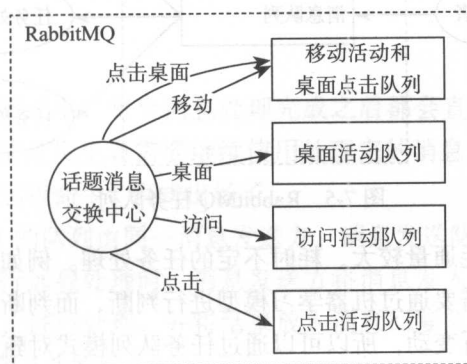 RabbitMQ
点击桌面
移动
移动活动和
桌面点击队列
话题消息
交换中心
桌面
桌面活动队列
访问
访问活动队列
点击
点击活动队列